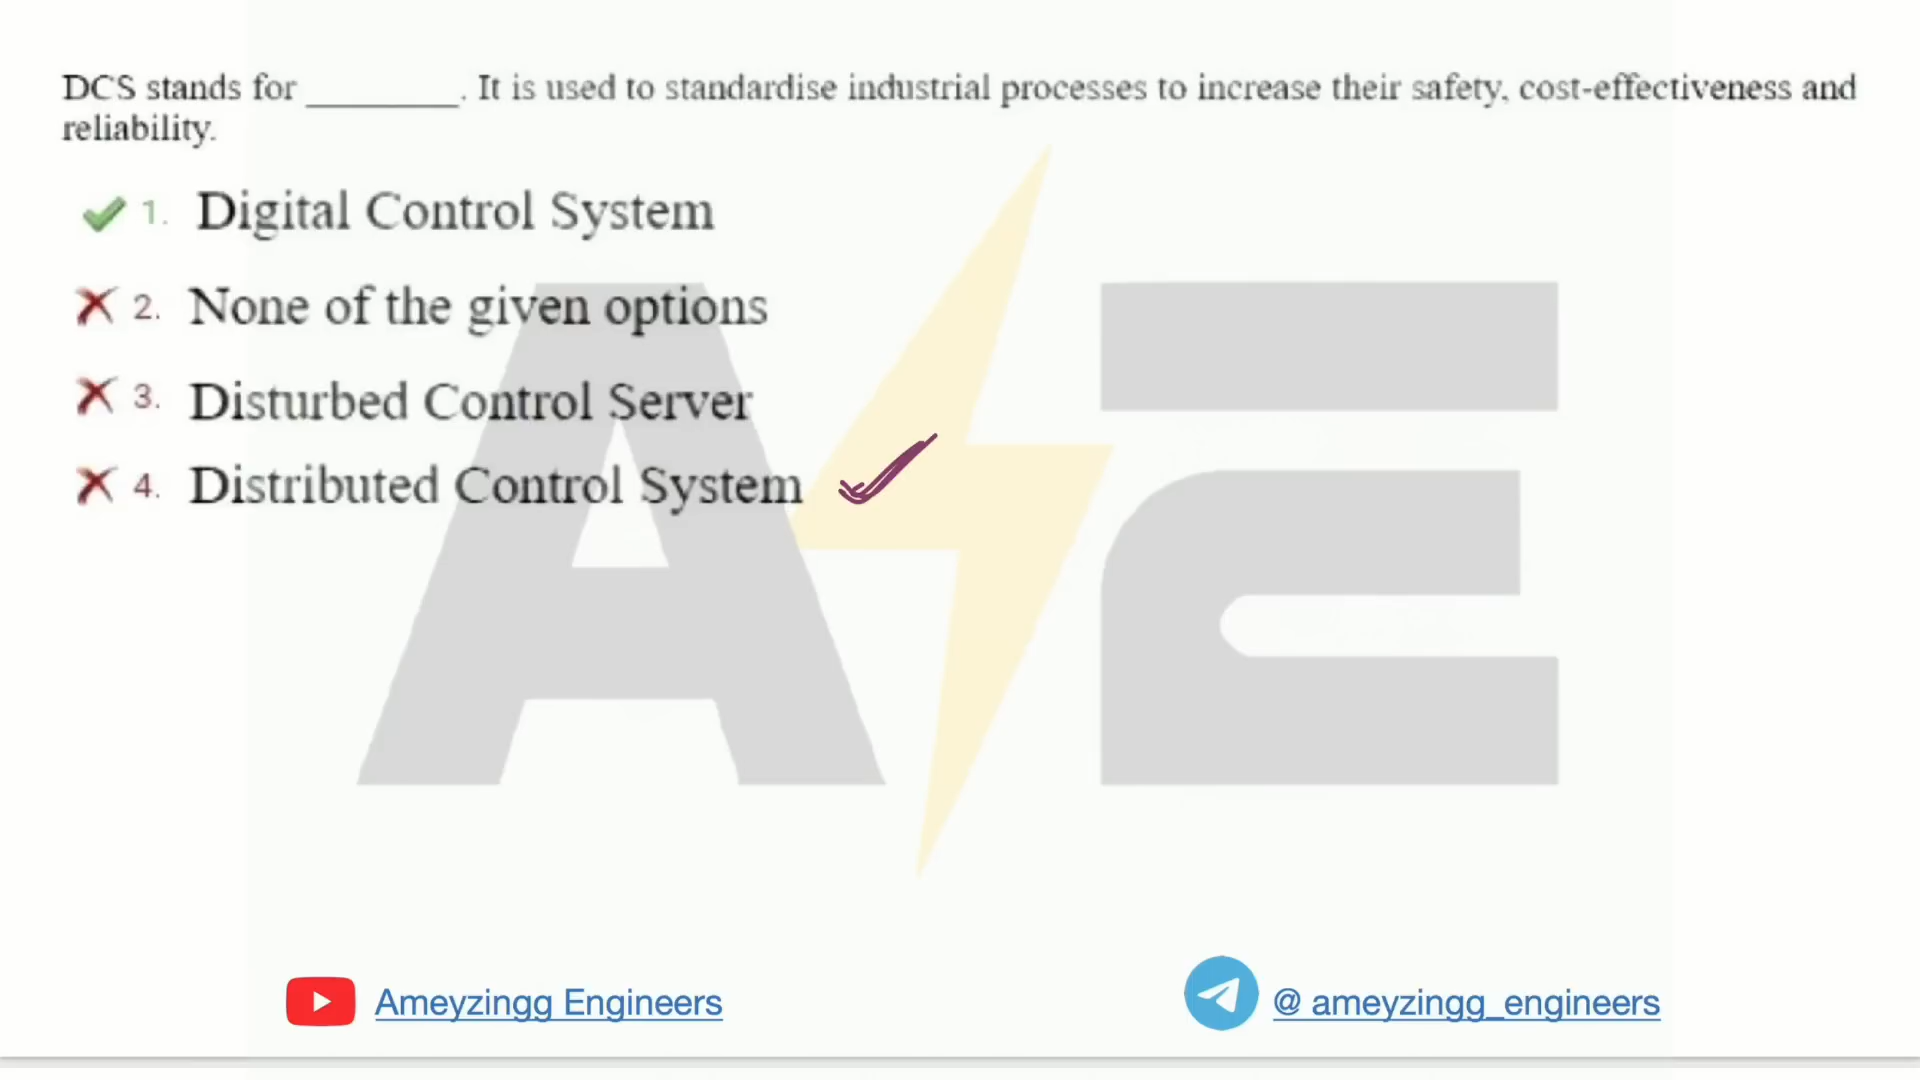 DCS stands for ________. It is used to standardise industrial processes to increase their safety, cost-effectiveness and
reliability.
1. Digital Control System
2. None of the given options
3. Disturbed Control Server
4. Distributed Control System
A E
Ameyzingg Engineers
@ ameyzingg_engineers